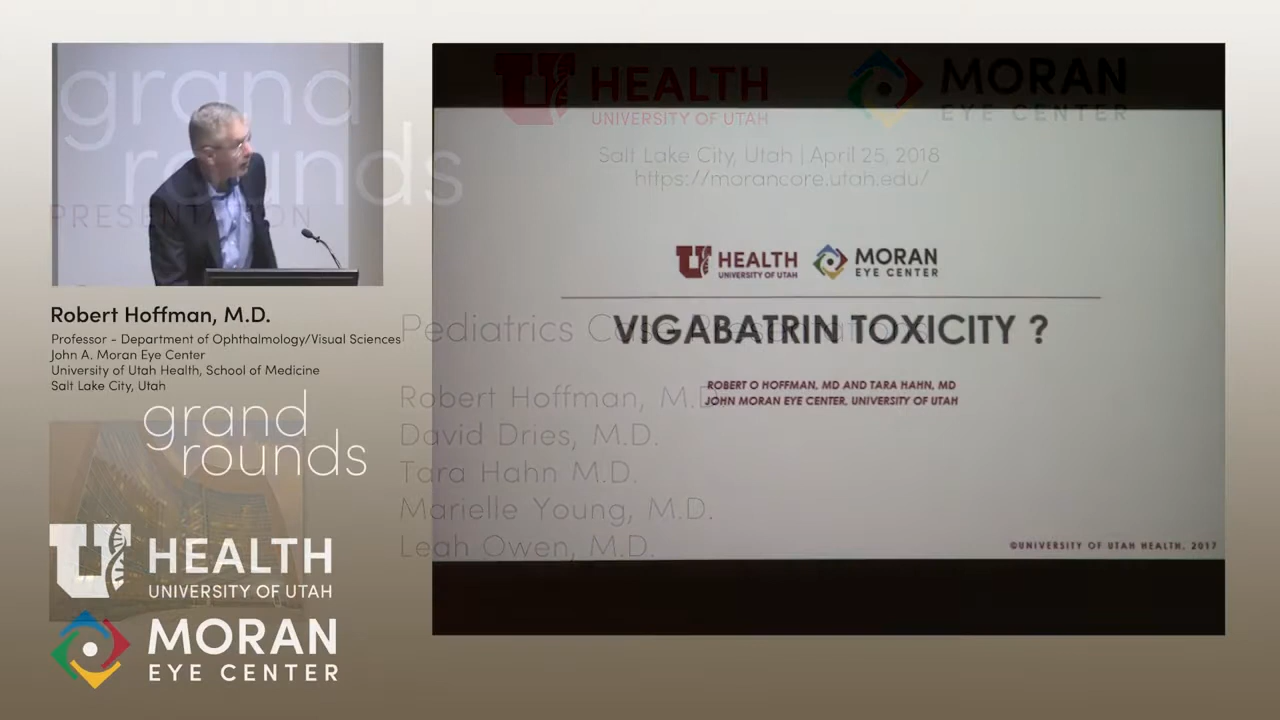 grand
rounds
PRESENTATION
Robert Hoffman, M.D.
Professor - Department of Ophthalmology/Visual Sciences
John A. Moran Eye Center
University of Utah Health, School of Medicine
Salt Lake City, Utah
grand
rounds
U HEALTH
UNIVERSITY OF UTAH
MORAN
EYE CENTER
U HEALTH
UNIVERSITY OF UTAH
MORAN
EYE CENTER
Salt Lake City, Utah | April 25, 2018
https://morancore.utah.edu/
U HEALTH
UNIVERSITY OF UTAH
MORAN
EYE CENTER
Pediatrics Case Presentations
VIGABATRIN TOXICITY ?
ROBERT O HOFFMAN, MD AND TARA HAHN, MD
JOHN MORAN EYE CENTER, UNIVERSITY OF UTAH
Robert Hoffman, M.D.
David Dries, M.D.
Tara Hahn M.D.
Marielle Young, M.D.
Leah Owen, M.D.
©UNIVERSITY OF UTAH HEALTH, 2017